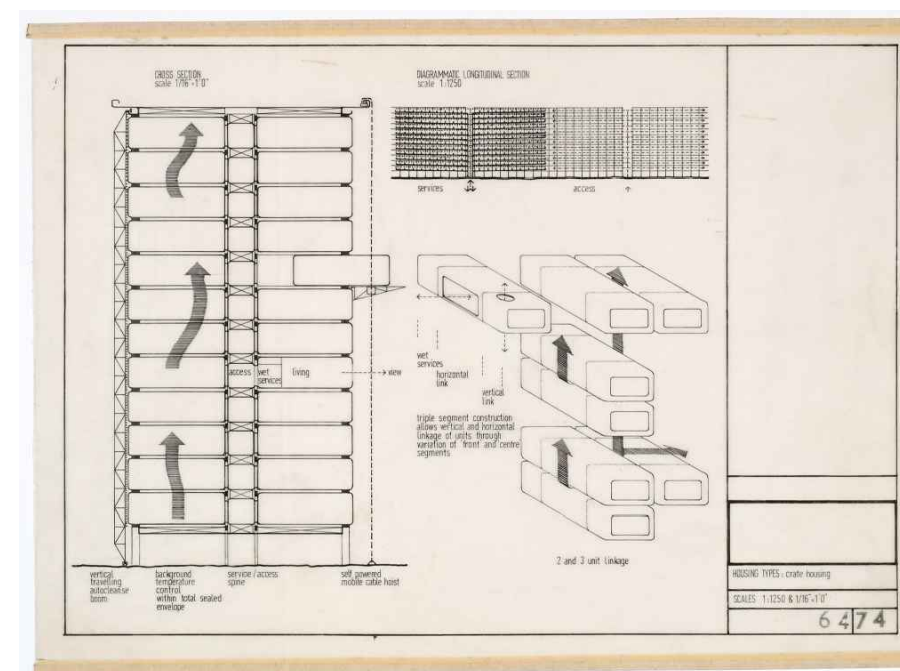 CROSS SECTION
scale 1/16"=1'0"
DIAGRAMMATIC LONGITUDINAL SECTION
scale 1:1250
services
access
access
wet
services
living
view
wet
services
horizontal
link
vertical
link
triple segment construction
allows vertical and horizontal
linkage of units through
variation of front and centre
segments
2 and 3 unit linkage
vertical
travelling
autocleanse
boom
background
temperature
control
within total sealed
envelope
service/access
spine
self powered
mobile cable hoist
HOUSING TYPES: crate housing
SCALES 1:1250 & 1/16"=1'0"
64 74